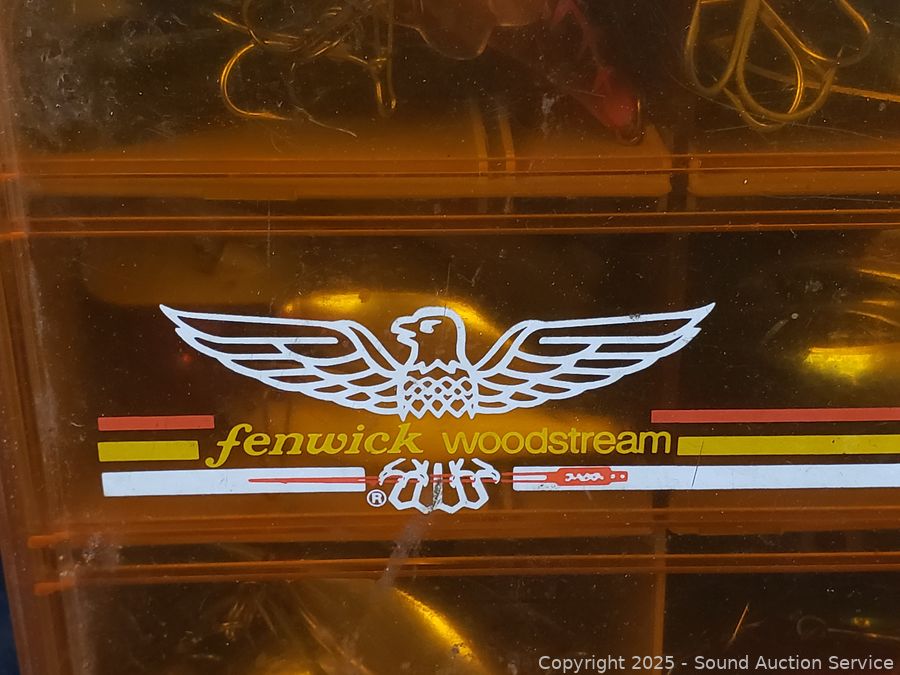 fenwick woodstream
®
Copyright 2025 - Sound Auction Service